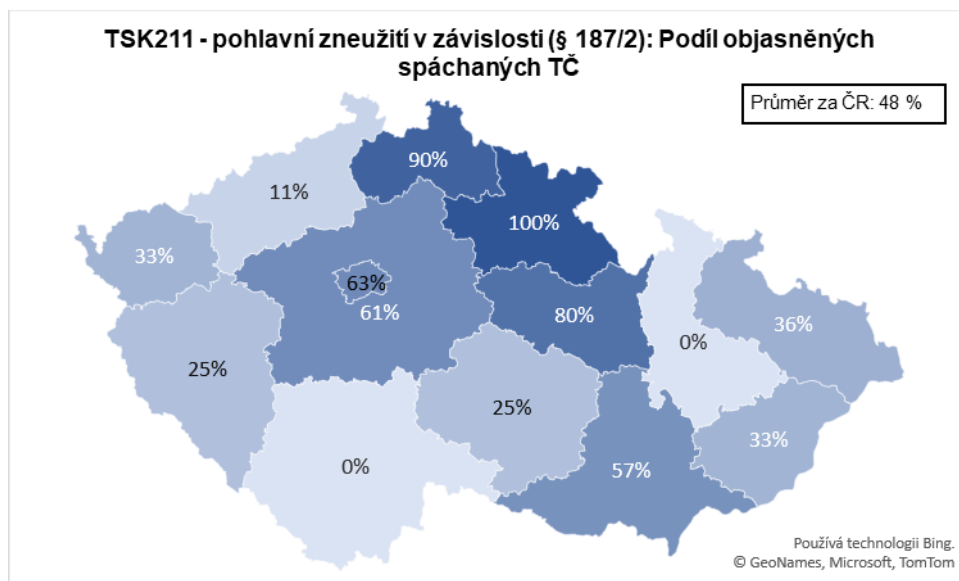 TSK211 - pohlavní zneužití v závislosti (§ 187/2): Podíl objasněných
spáchaných TČ
Průměr za ČR: 48 %
90%
11%
100%
33%
63%
61%
80%
36%
0%
25%
25%
33%
0%
57%
Používá technologii Bing.
© GeoNames, Microsoft, TomTom